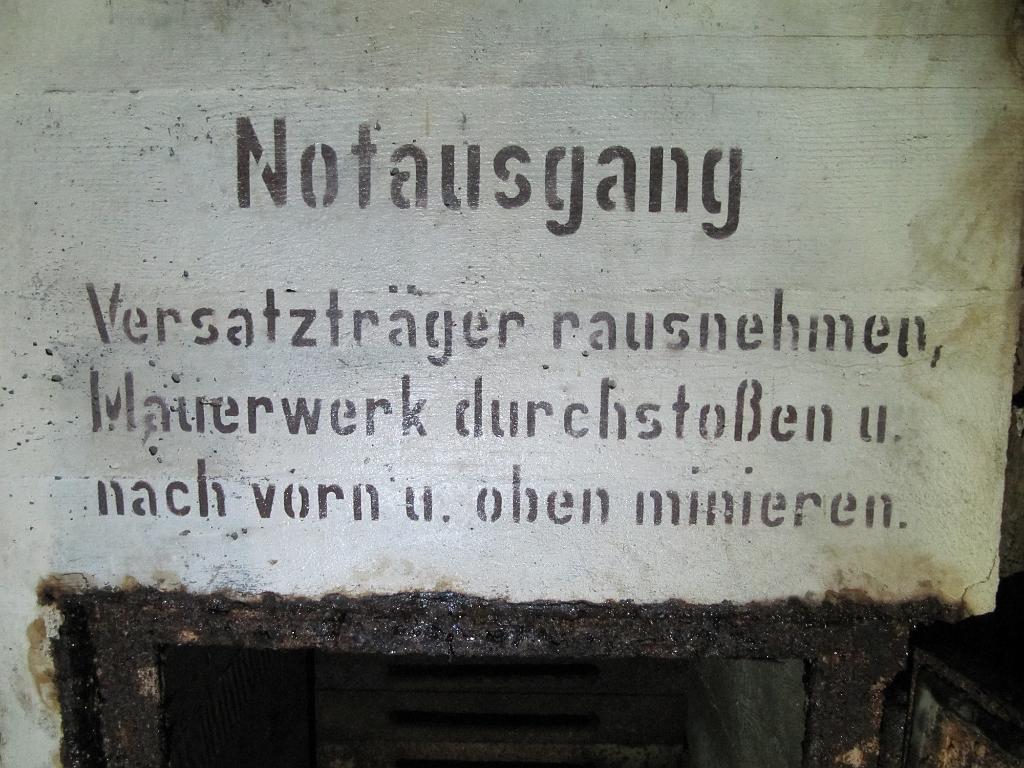 Notausgang
Versatzträger rausnehmen,
Mauerwerk durchstoßen u.
nach vorn u. oben minieren.